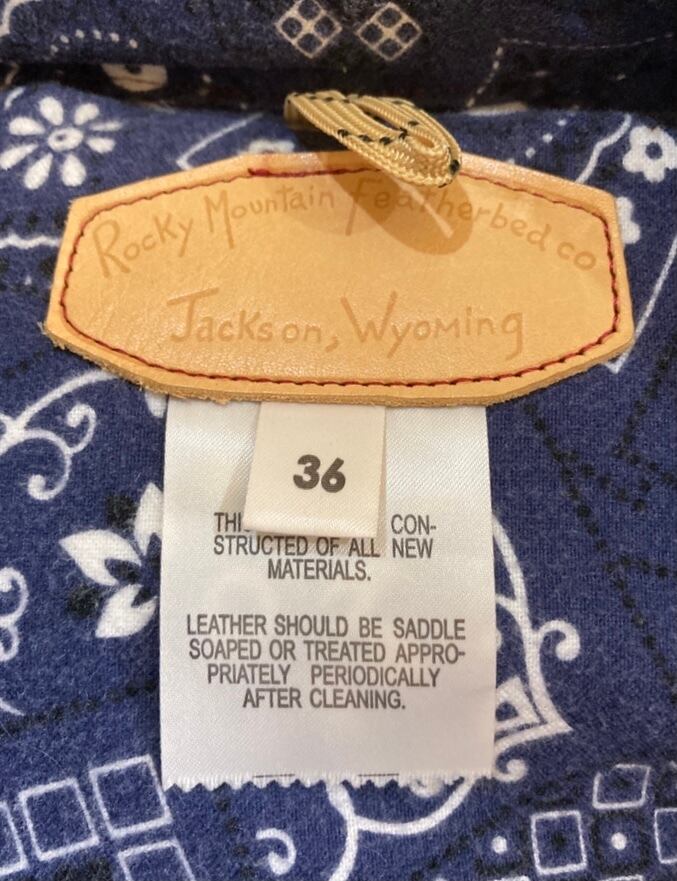 Rocky Mountain Featherbed co
Jackson, Wyoming
36
CON-
STRUCTED OF ALL NEW
MATERIALS.
LEATHER SHOULD BE SADDLE
SOAPED OR TREATED APPRO-
PRIATELY PERIODICALLY
AFTER CLEANING.